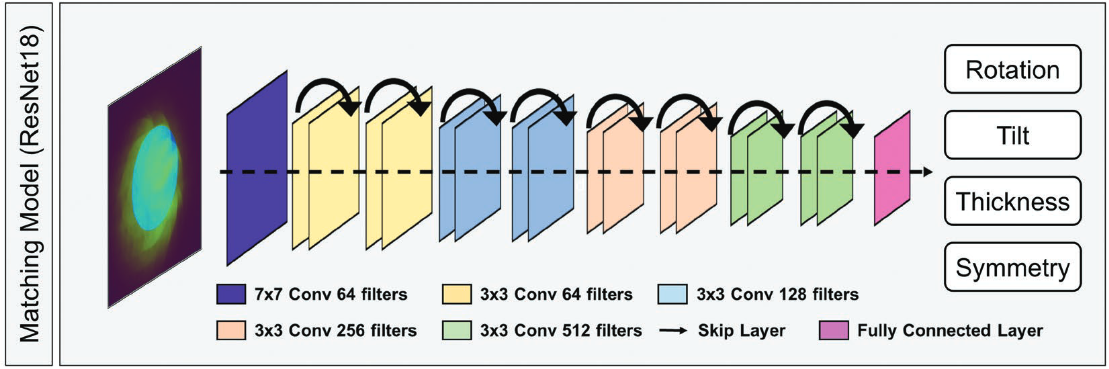 Matching Model (ResNet18)
Rotation
Tilt
Thickness
Symmetry
7x7 Conv 64 filters
3x3 Conv 64 filters
3x3 Conv 128 filters
3x3 Conv 256 filters
3x3 Conv 512 filters
Skip Layer
Fully Connected Layer